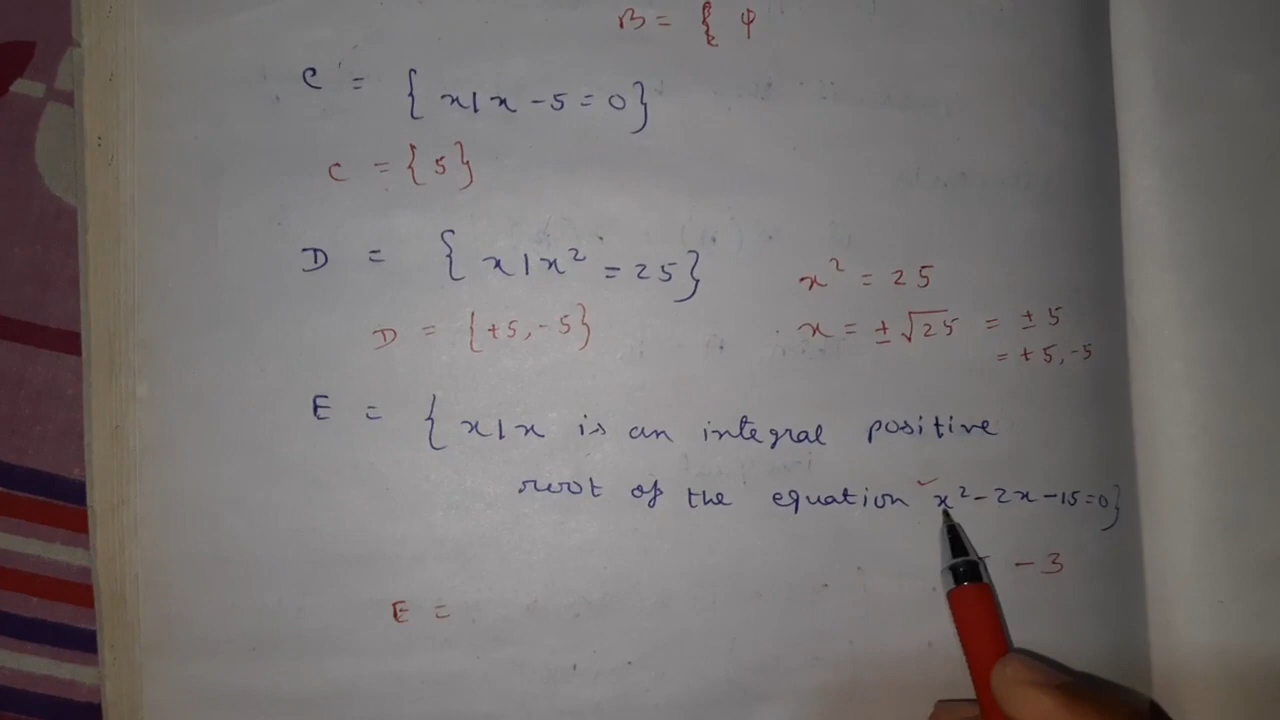 B = { φ
C = { x | x - 5 = 0 }
C = { 5 }
D = { x | x² = 25 }
x² = 25
D = { +5, -5 }
x = ± √25 = ± 5
= +5, -5
E = { x | x is an integral positive
root of the equation x² - 2x - 15 = 0 }
- 3
E =